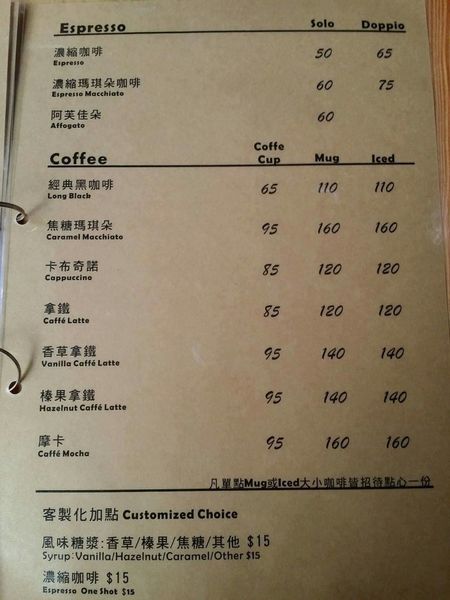 Espresso Solo Doppio
濃縮咖啡 50 65
Espresso
濃縮瑪琪朵咖啡 60 75
Espresso Macchiato
阿芙佳朵 60
Affogato
Coffee Coffe Cup Mug Iced
經典黑咖啡 65 110 110
Long Black
焦糖瑪琪朵 95 160 160
Caramel Macchiato
卡布奇諾 85 120 120
Cappuccino
拿鐵 85 120 120
Caffé Latte
香草拿鐵 95 140 140
Vanilla Caffé Latte
榛果拿鐵 95 140 140
Hazelnut Caffé Latte
摩卡 95 160 160
Caffé Mocha
凡單點Mug或Iced大小咖啡皆招待點心一份
客製化加點 Customized Choice
風味糖漿:香草/榛果/焦糖/其他 $15
Syrup:Vanilla/Hazelnut/Caramel/Other $15
濃縮咖啡 $15
Espresso One Shot $15